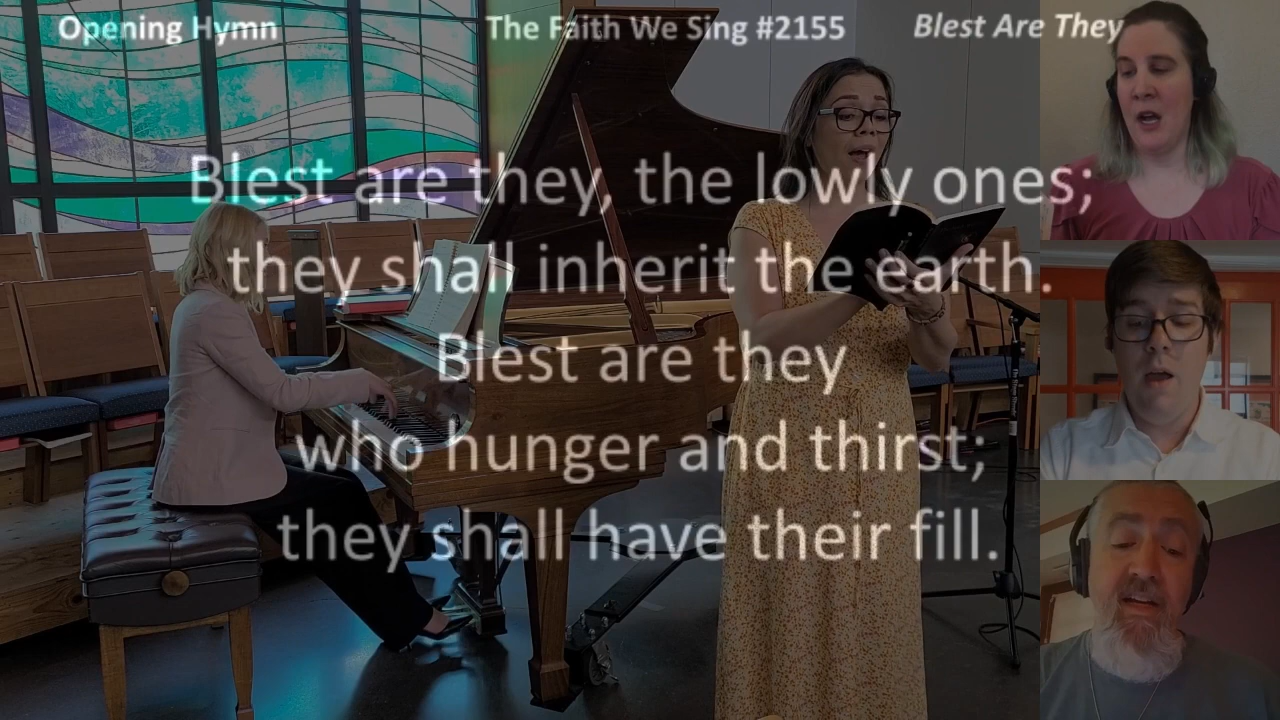 Opening Hymn The Faith We Sing #2155 Blest Are They
Blest are they, the lowly ones;
they shall inherit the earth.
Blest are they
who hunger and thirst;
they shall have their fill.